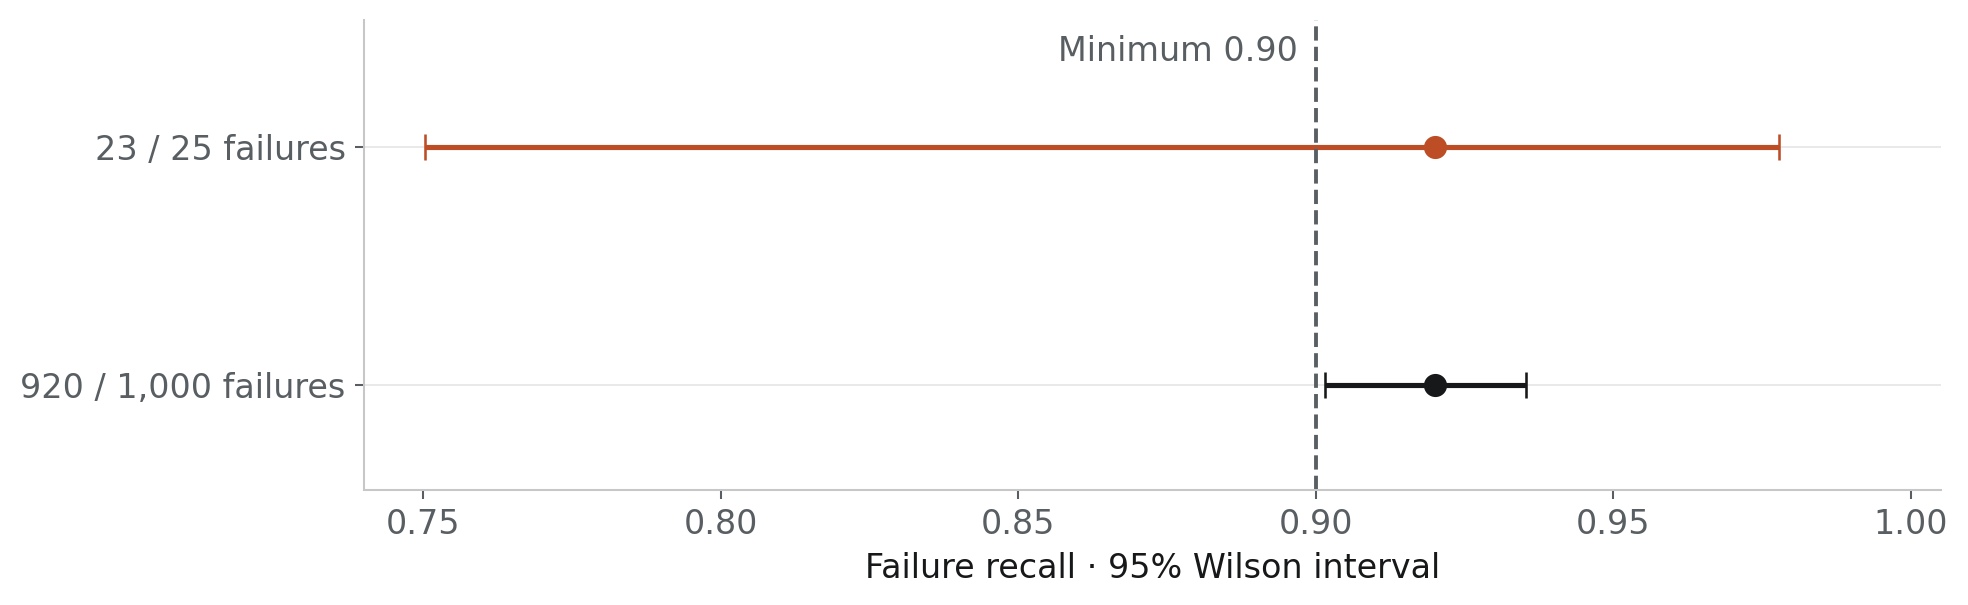 Minimum 0.90
23 / 25 failures
920 / 1,000 failures
0.75 0.80 0.85 0.90 0.95 1.00
Failure recall · 95% Wilson interval